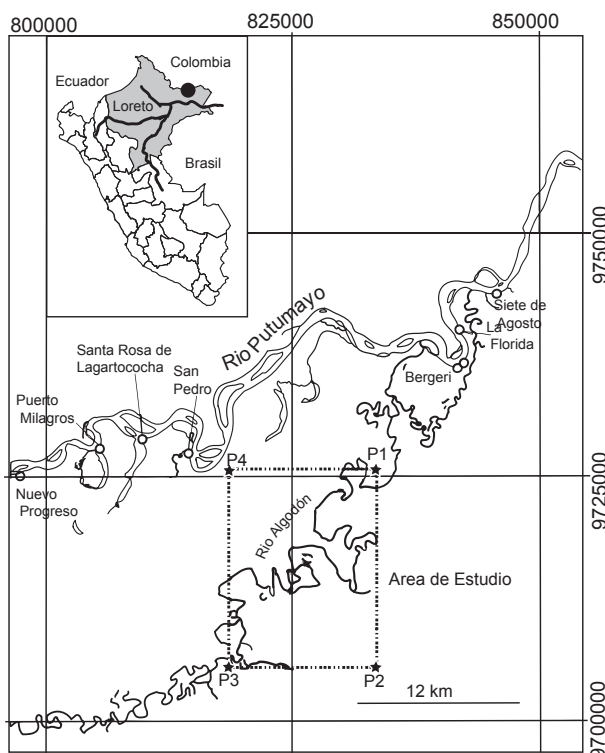 800000
825000
850000
Ecuador
Colombia
Loreto
Brasil
9750000
Rio Putumayo
Siete de
Agosto
La
Florida
Bergeri
Santa Rosa de
Lagartococha
San
Pedro
Puerto
Milagros
P4
P1
Nuevo
Progreso
9725000
Rio Algodón
Area de Estudio
P3
P2
12 km
9700000